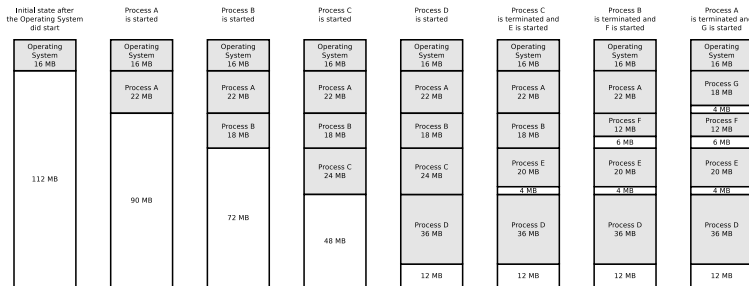 Initial state after
the Operating System
did start
Process A
is started
Process B
is started
Process C
is started
Process D
is started
Process C
is terminated and
E is started
Process B
is terminated and
F is started
Process A
is terminated and
G is started
Operating
System
16 MB
112 MB
Operating
System
16 MB
Process A
22 MB
90 MB
Operating
System
16 MB
Process A
22 MB
Process B
18 MB
72 MB
Operating
System
16 MB
Process A
22 MB
Process B
18 MB
Process C
24 MB
48 MB
Operating
System
16 MB
Process A
22 MB
Process B
18 MB
Process C
24 MB
Process D
36 MB
12 MB
Operating
System
16 MB
Process A
22 MB
Process B
18 MB
Process E
20 MB
4 MB
Process D
36 MB
12 MB
Operating
System
16 MB
Process A
22 MB
Process F
12 MB
6 MB
Process E
20 MB
4 MB
Process D
36 MB
12 MB
Operating
System
16 MB
Process G
18 MB
4 MB
Process F
12 MB
6 MB
Process E
20 MB
4 MB
Process D
36 MB
12 MB